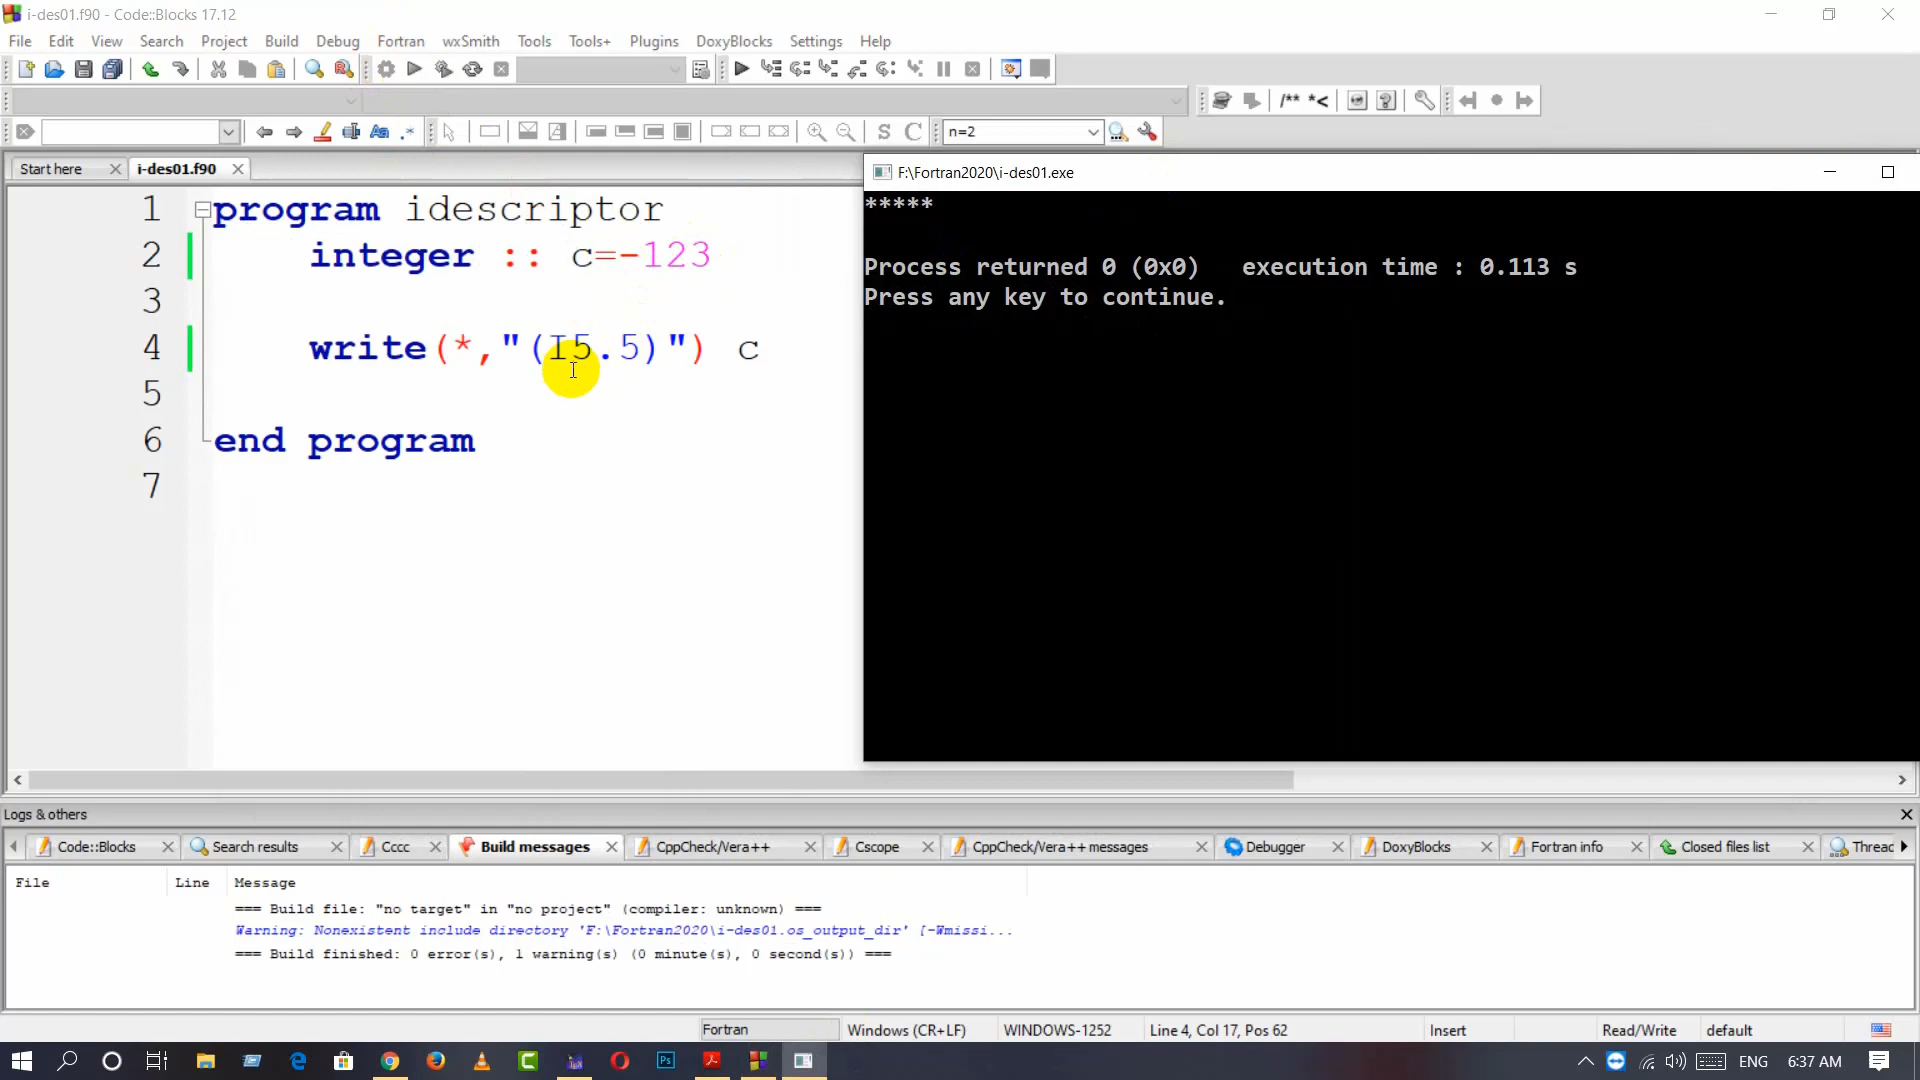 i-des01.f90 - Code::Blocks 17.12
File Edit View Search Project Build Debug Fortran wxSmith Tools Tools+ Plugins DoxyBlocks Settings Help
/** *<
n=2
Start here i-des01.f90
F:\Fortran2020\i-des01.exe
1 program idescriptor
2 integer :: c=-123
3
4 write(*,"(I5.5)") c
5
6 end program
7
*****
Process returned 0 (0x0) execution time : 0.113 s
Press any key to continue.
Logs & others
Code::Blocks Search results Cccc Build messages CppCheck/Vera++ Cscope CppCheck/Vera++ messages Debugger DoxyBlocks Fortran info Closed files list Threac
File Line Message
=== Build file: "no target" in "no project" (compiler: unknown) ===
Warning: Nonexistent include directory 'F:\Fortran2020\i-des01.os_output_dir' [-Wmissi...
=== Build finished: 0 error(s), 1 warning(s) (0 minute(s), 0 second(s)) ===
Fortran Windows (CR+LF) WINDOWS-1252 Line 4, Col 17, Pos 62 Insert Read/Write default
ENG 6:37 AM